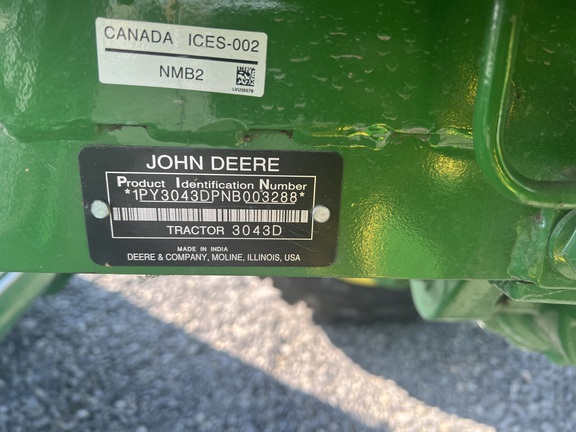 CANADA ICES-002
NMB2
JOHN DEERE
Product Identification Number
*1PY3043DPNB003288*
TRACTOR 3043D
MADE IN INDIA
DEERE & COMPANY, MOLINE, ILLINOIS, USA